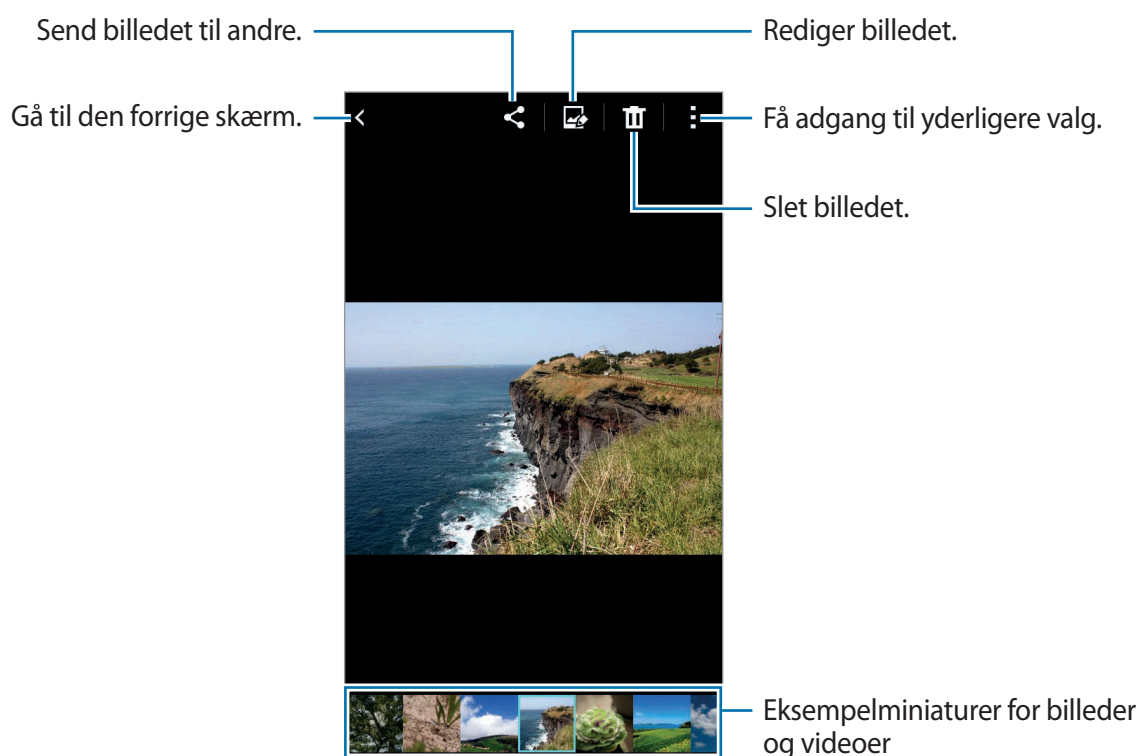 Send billedet til andre.
Rediger billedet.
Gå til den forrige skærm.
Få adgang til yderligere valg.
Slet billedet.
Eksempelminiaturer for billeder
og videoer